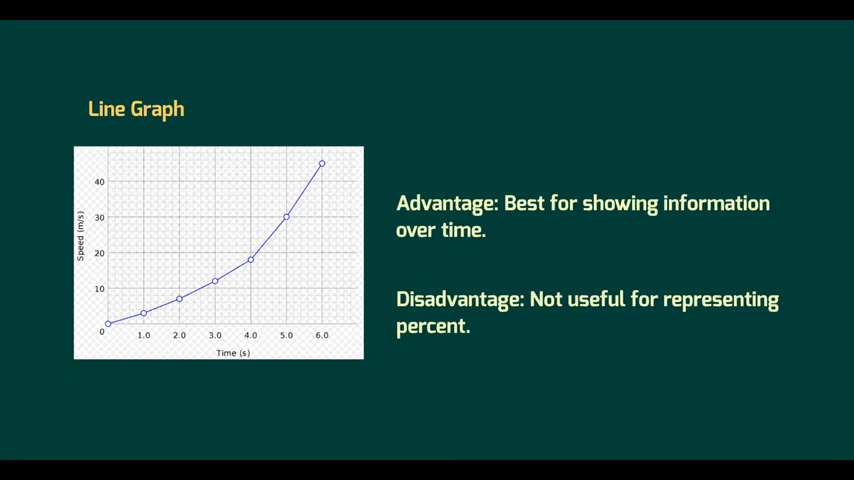 Line Graph
Advantage: Best for showing information
over time.
Disadvantage: Not useful for representing
percent.
Speed (m/s)
40
30
20
10
0
1.0 2.0 3.0 4.0 5.0 6.0
Time (s)